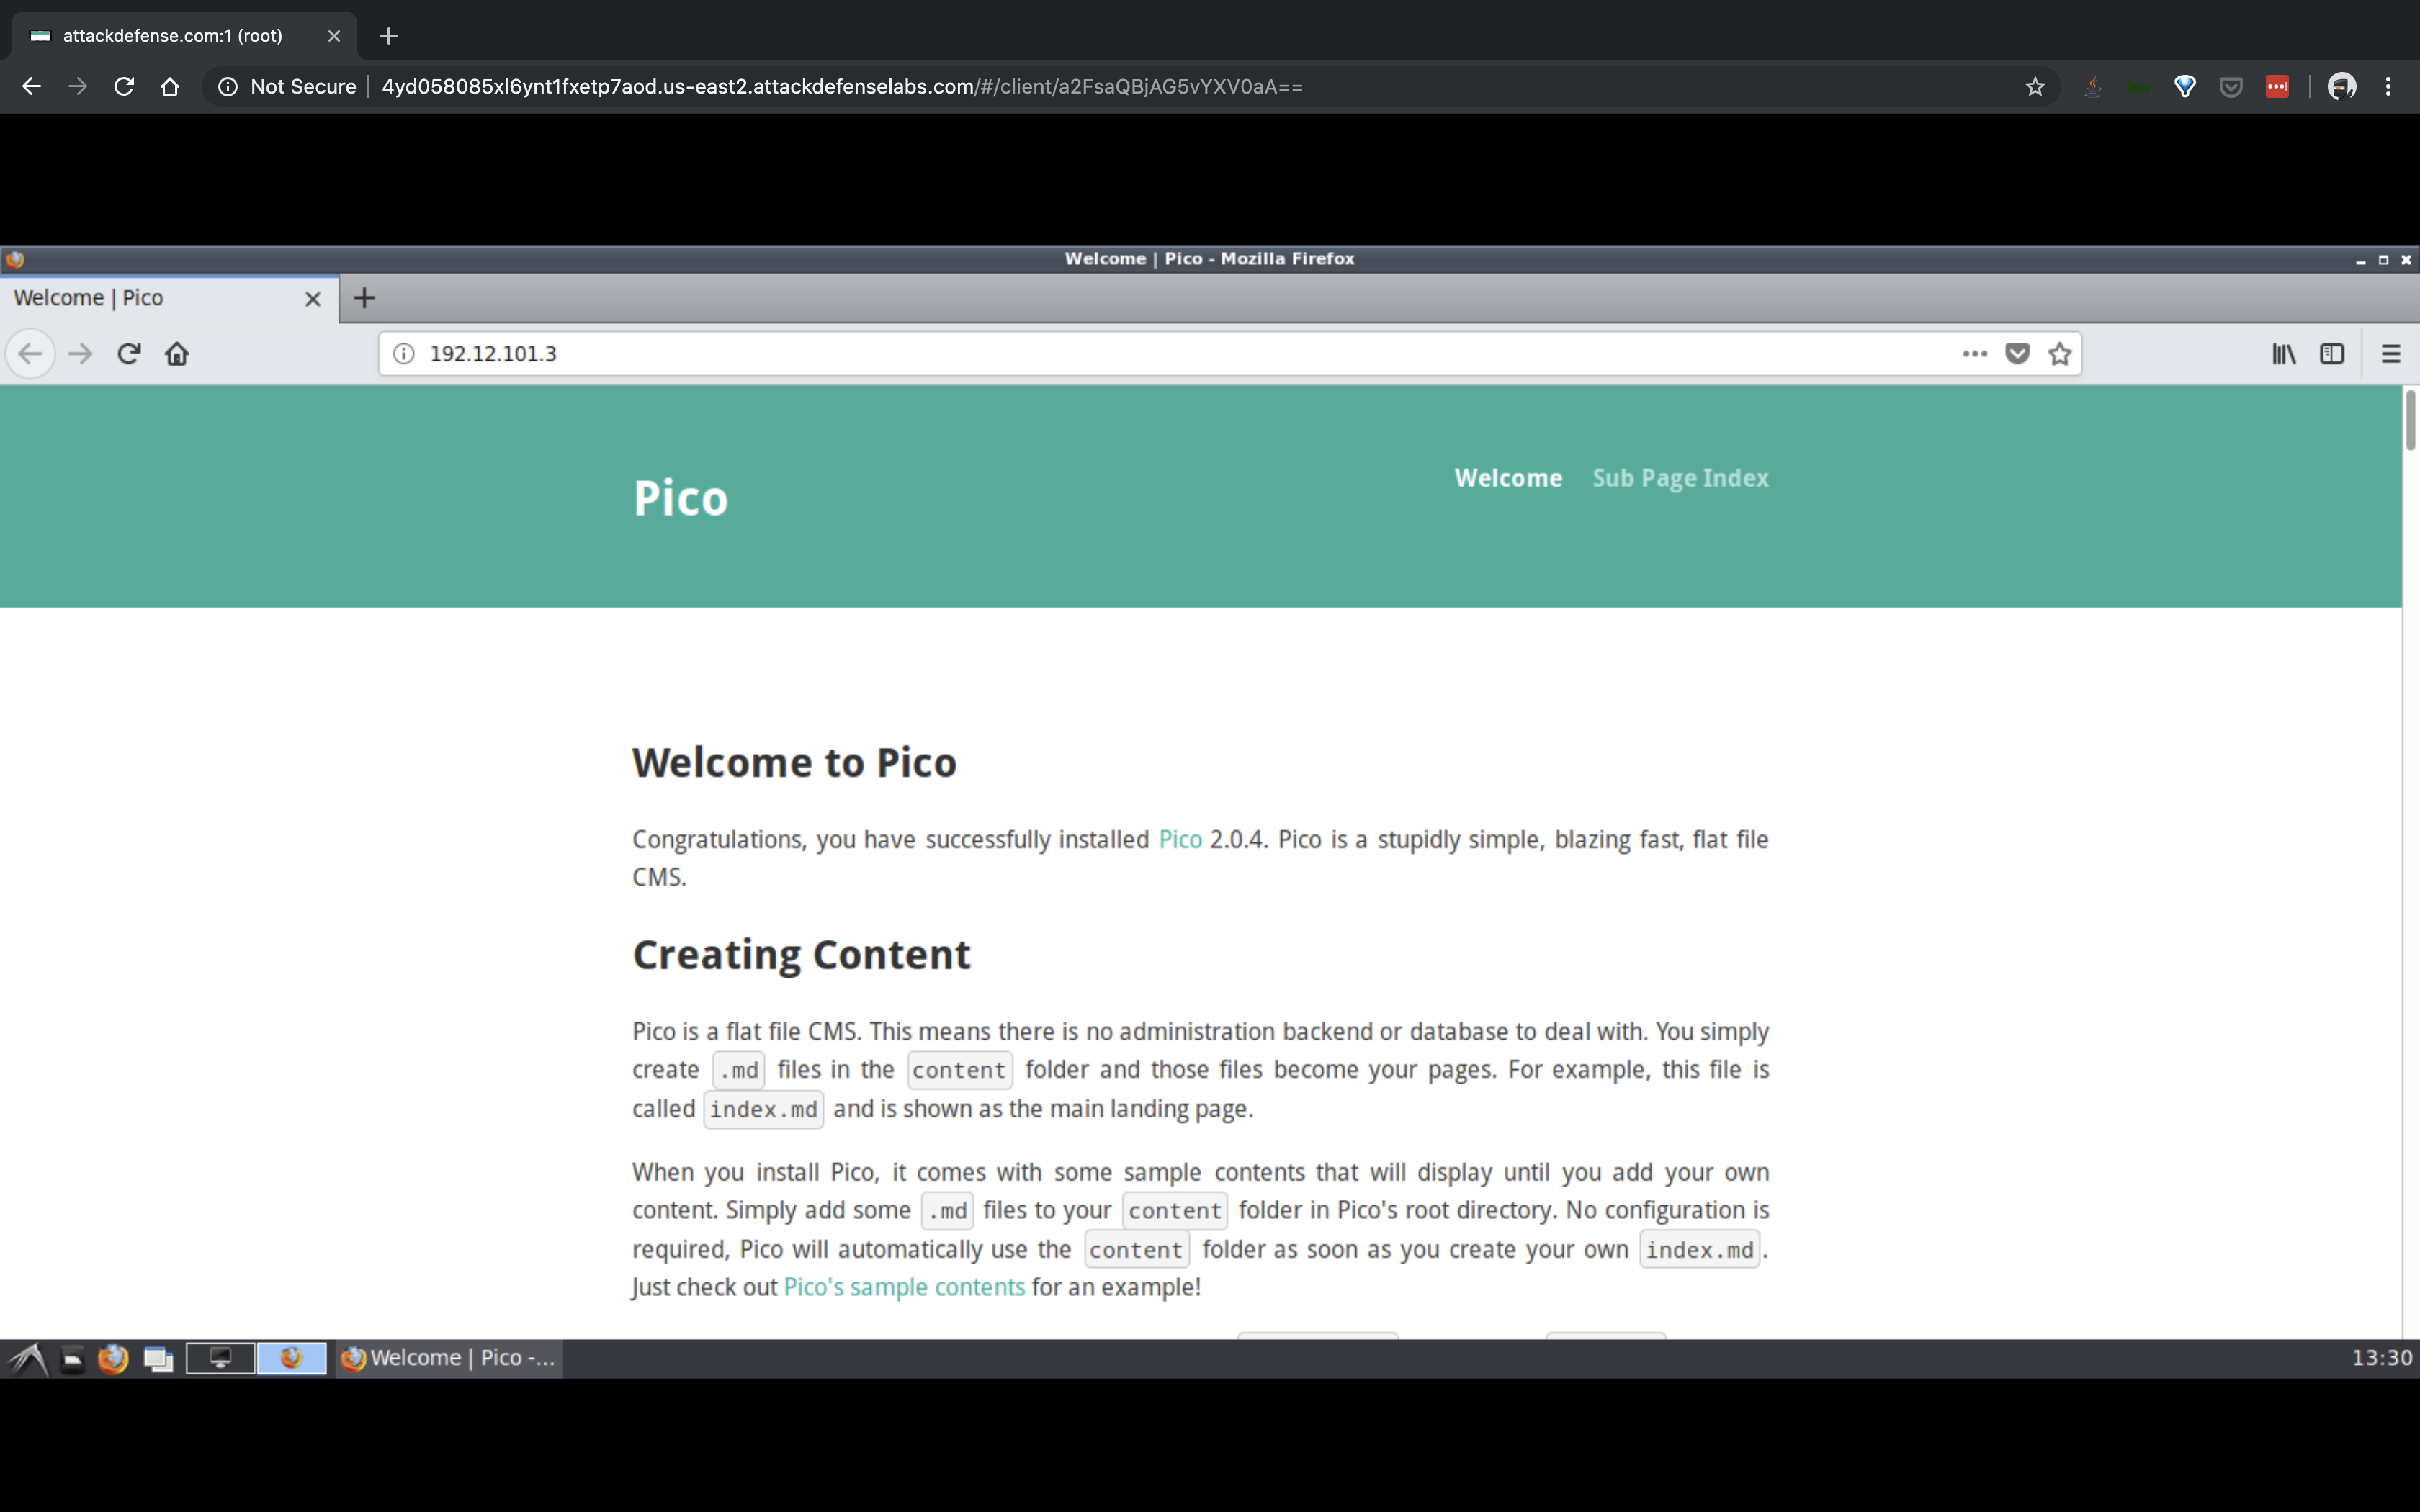 attackdefense.com:1 (root)
Not Secure | 4yd058085xl6ynt1fxetp7aod.us-east2.attackdefenselabs.com/#/client/a2FsaQBjAG5vYXV0aA==
Welcome | Pico - Mozilla Firefox
Welcome | Pico
192.12.101.3
Pico
Welcome Sub Page Index
Welcome to Pico
Congratulations, you have successfully installed Pico 2.0.4. Pico is a stupidly simple, blazing fast, flat file
CMS.
Creating Content
Pico is a flat file CMS. This means there is no administration backend or database to deal with. You simply
create .md files in the content folder and those files become your pages. For example, this file is
called index.md and is shown as the main landing page.
When you install Pico, it comes with some sample contents that will display until you add your own
content. Simply add some .md files to your content folder in Pico's root directory. No configuration is
required, Pico will automatically use the content folder as soon as you create your own index.md.
Just check out Pico's sample contents for an example!
Welcome | Pico -...
13:30